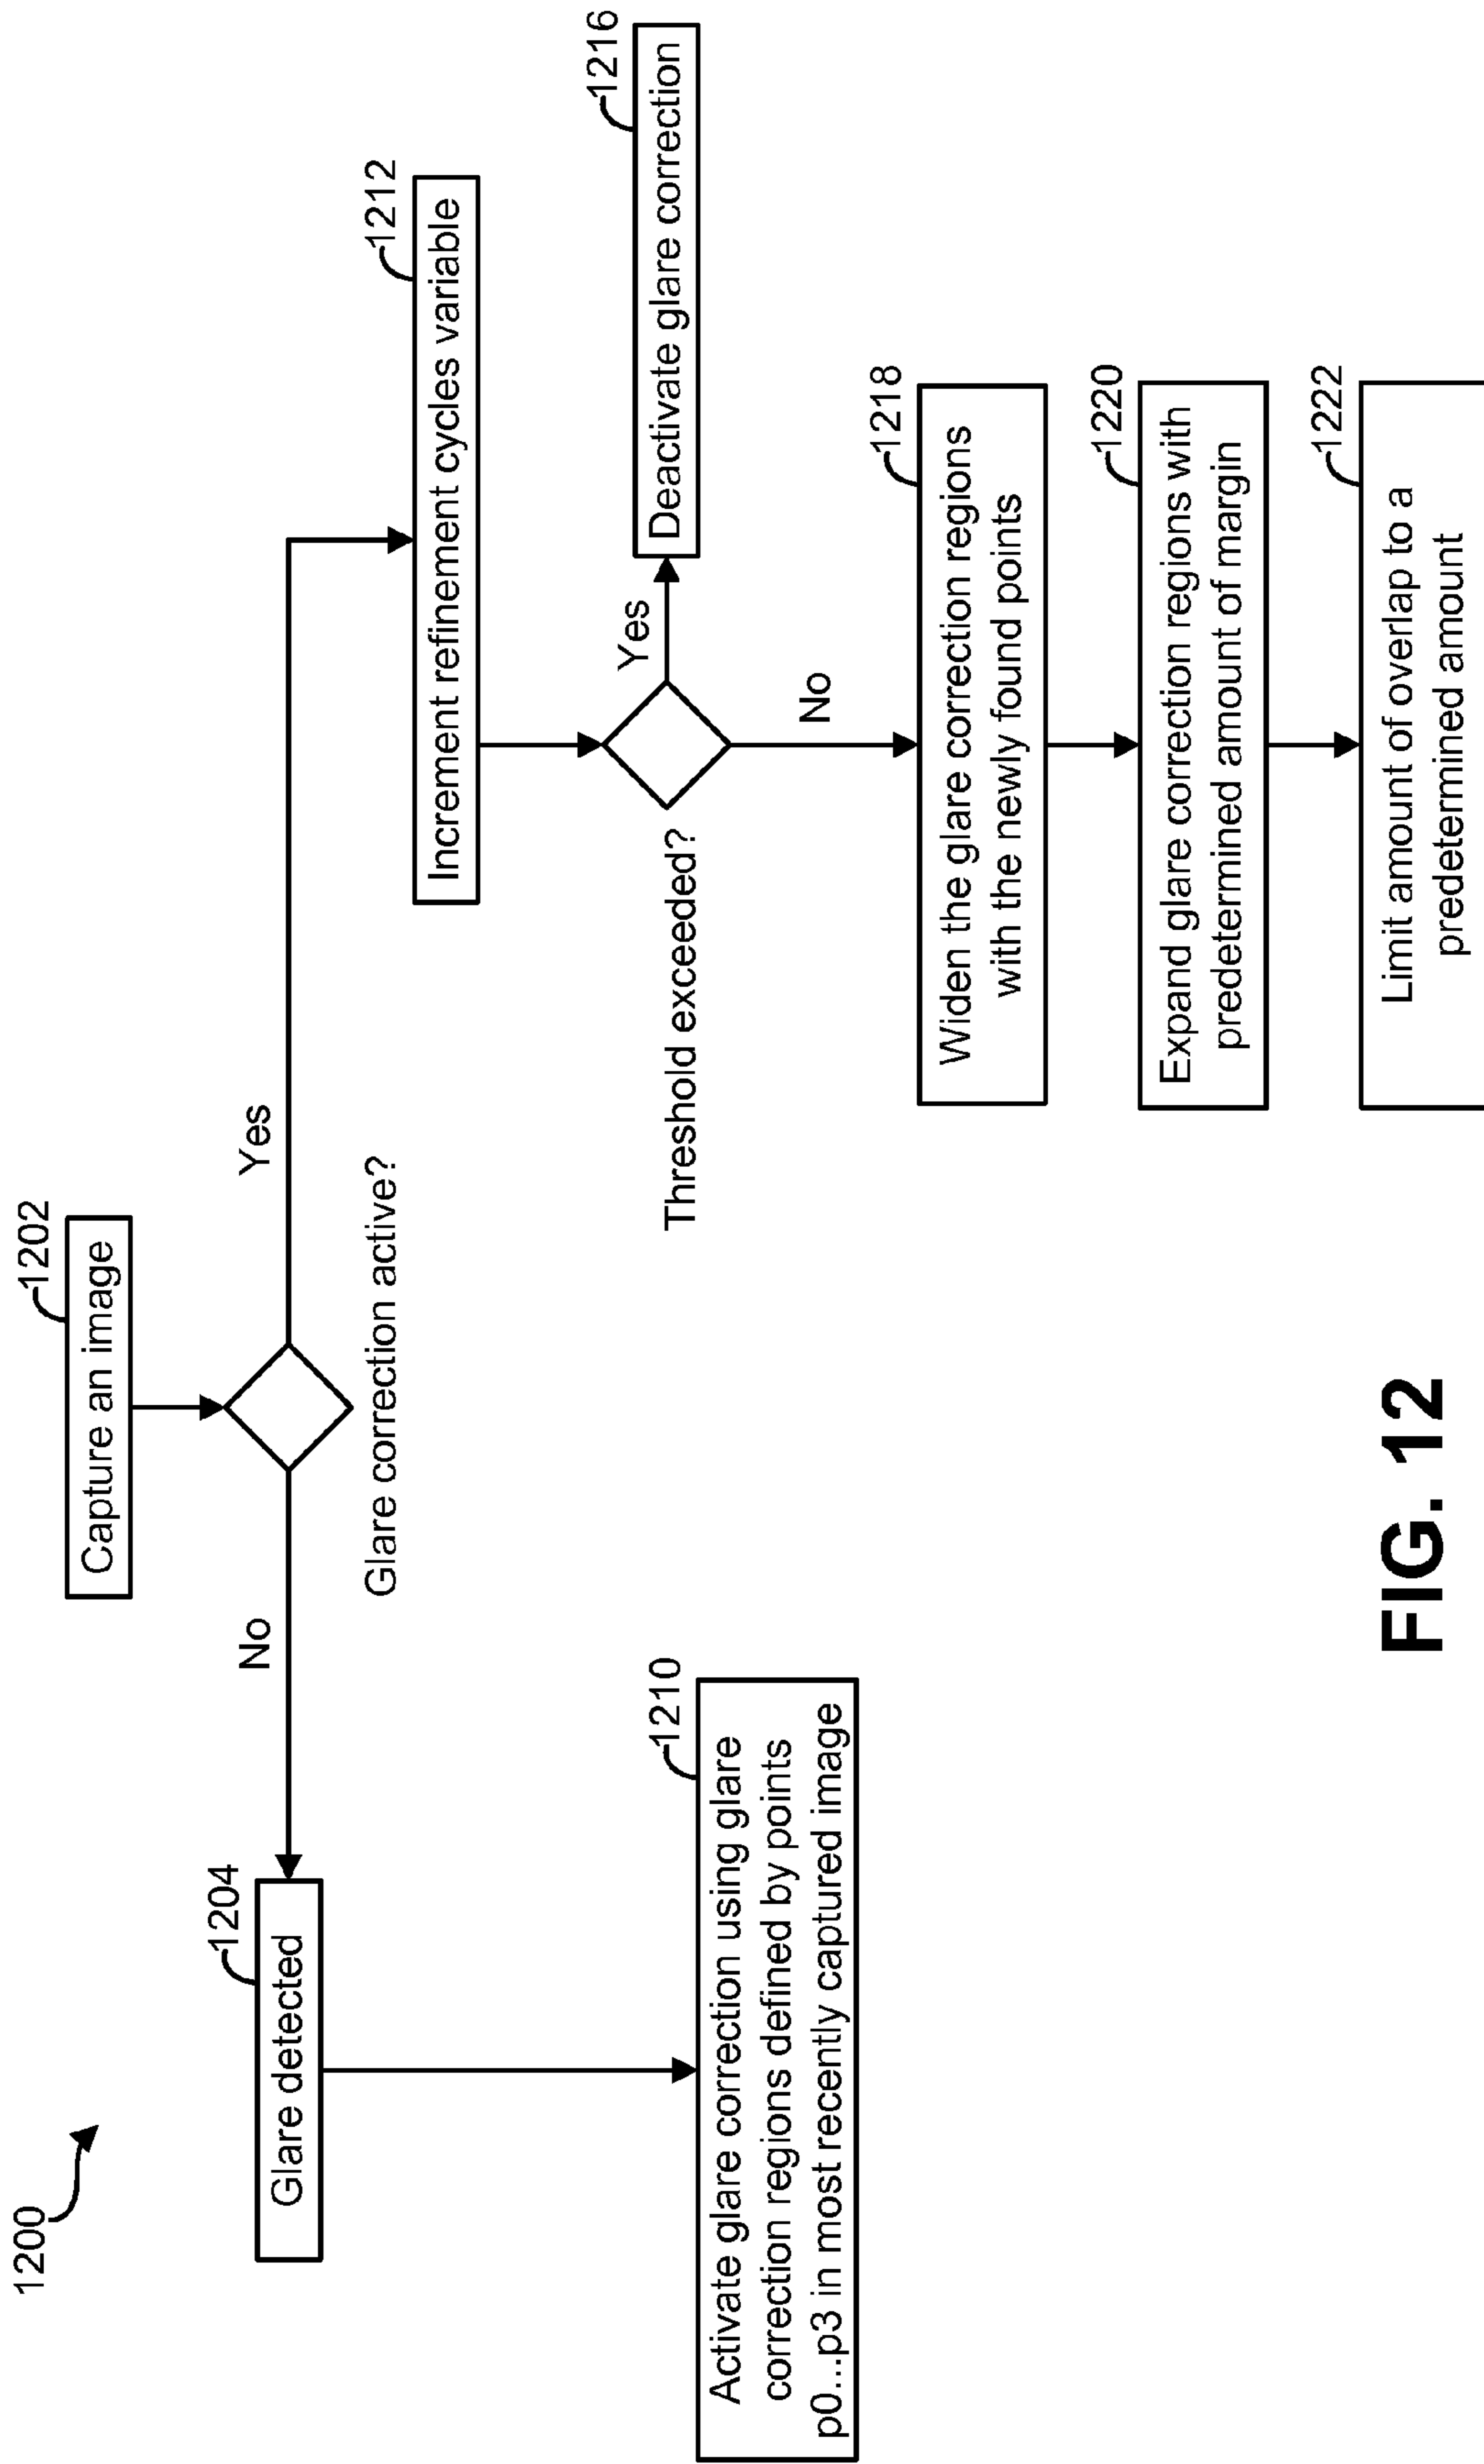 1200
1202
Capture an image
Glare correction active?
No
Yes
1204
Glare detected
1210
Activate glare correction using glare
correction regions defined by points
p0...p3 in most recently captured image
1212
Increment refinement cycles variable
Threshold exceeded?
Yes
1216
Deactivate glare correction
No
1218
Widen the glare correction regions
with the newly found points
1220
Expand glare correction regions with
predetermined amount of margin
1222
Limit amount of overlap to a
predetermined amount
FIG. 12